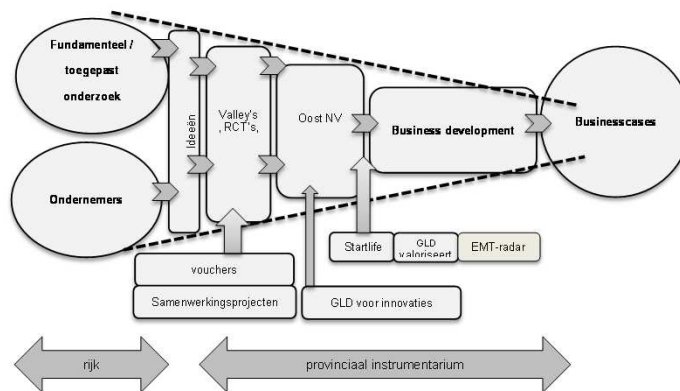 Fundamenteel /
toegepast
onderzoek
Ondernemers
Ideeën
Valley's
, RCT's,
Oost NV
Business development
Businesscases
vouchers
Samenwerkingsprojecten
GLD voor innovaties
Startlife
GLD
valoriseert
EMT-radar
rijk
provinciaal instrumentarium